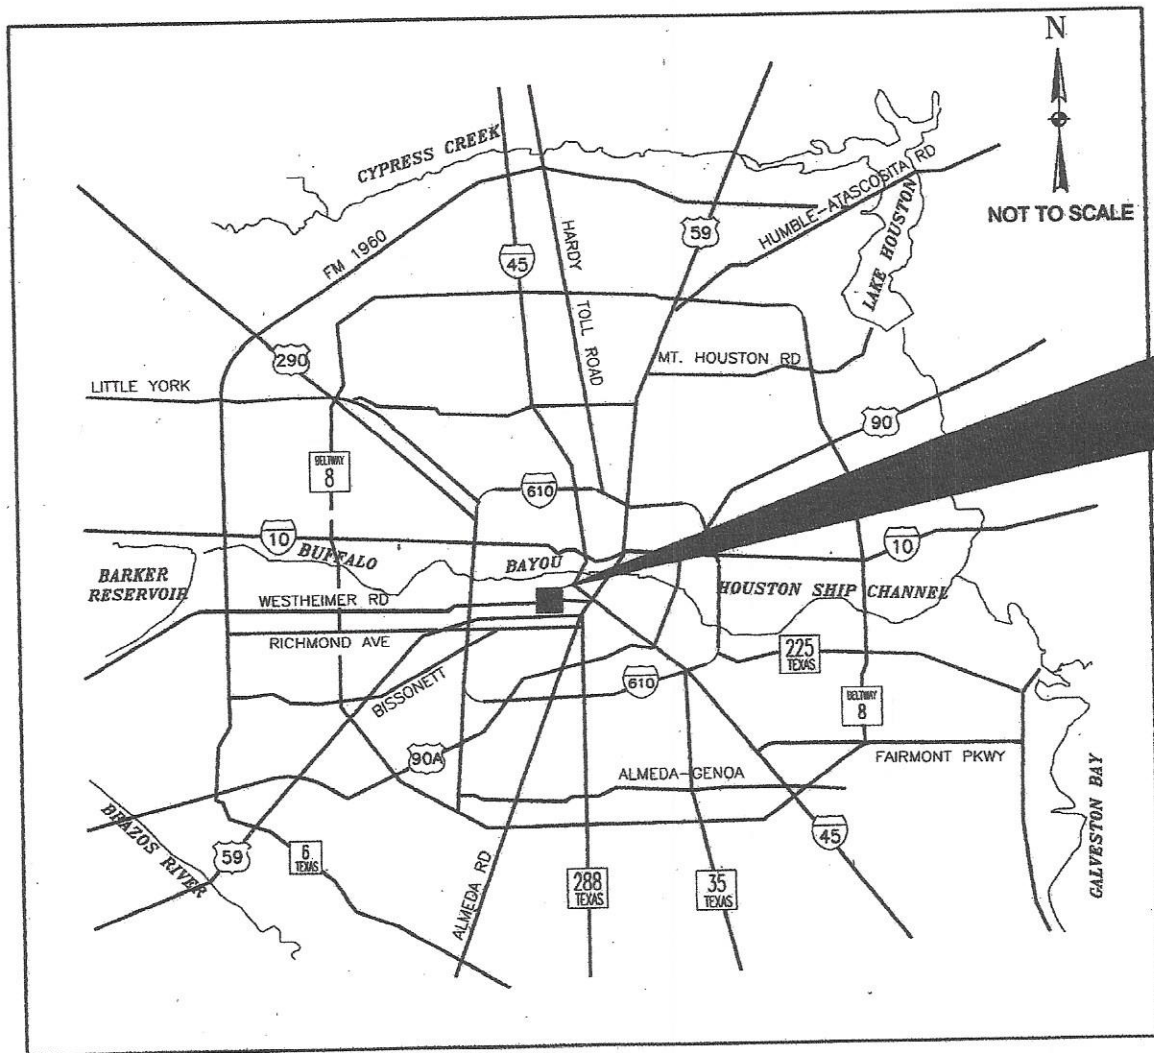 N
NOT TO SCALE
CYPRESS CREEK
HUMBLE-ATASCOSITA RD
LAKE HOUSTON
FM 1960
45
HARDY
TOLL ROAD
59
290
MT. HOUSTON RD
LITTLE YORK
90
BELTWAY
8
610
10
BUFFALO
BAYOU
10
BARKER
RESERVOIR
WESTHEIMER RD
HOUSTON SHIP CHANNEL
RICHMOND AVE
225
TEXAS
BISSONETT
610
BELTWAY
8
90A
FAIRMONT PKWY
ALMEDA-GENOA
GALVESTON BAY
BRAZOS RIVER
59
6
TEXAS
ALMEDA RD
288
TEXAS
35
TEXAS
45